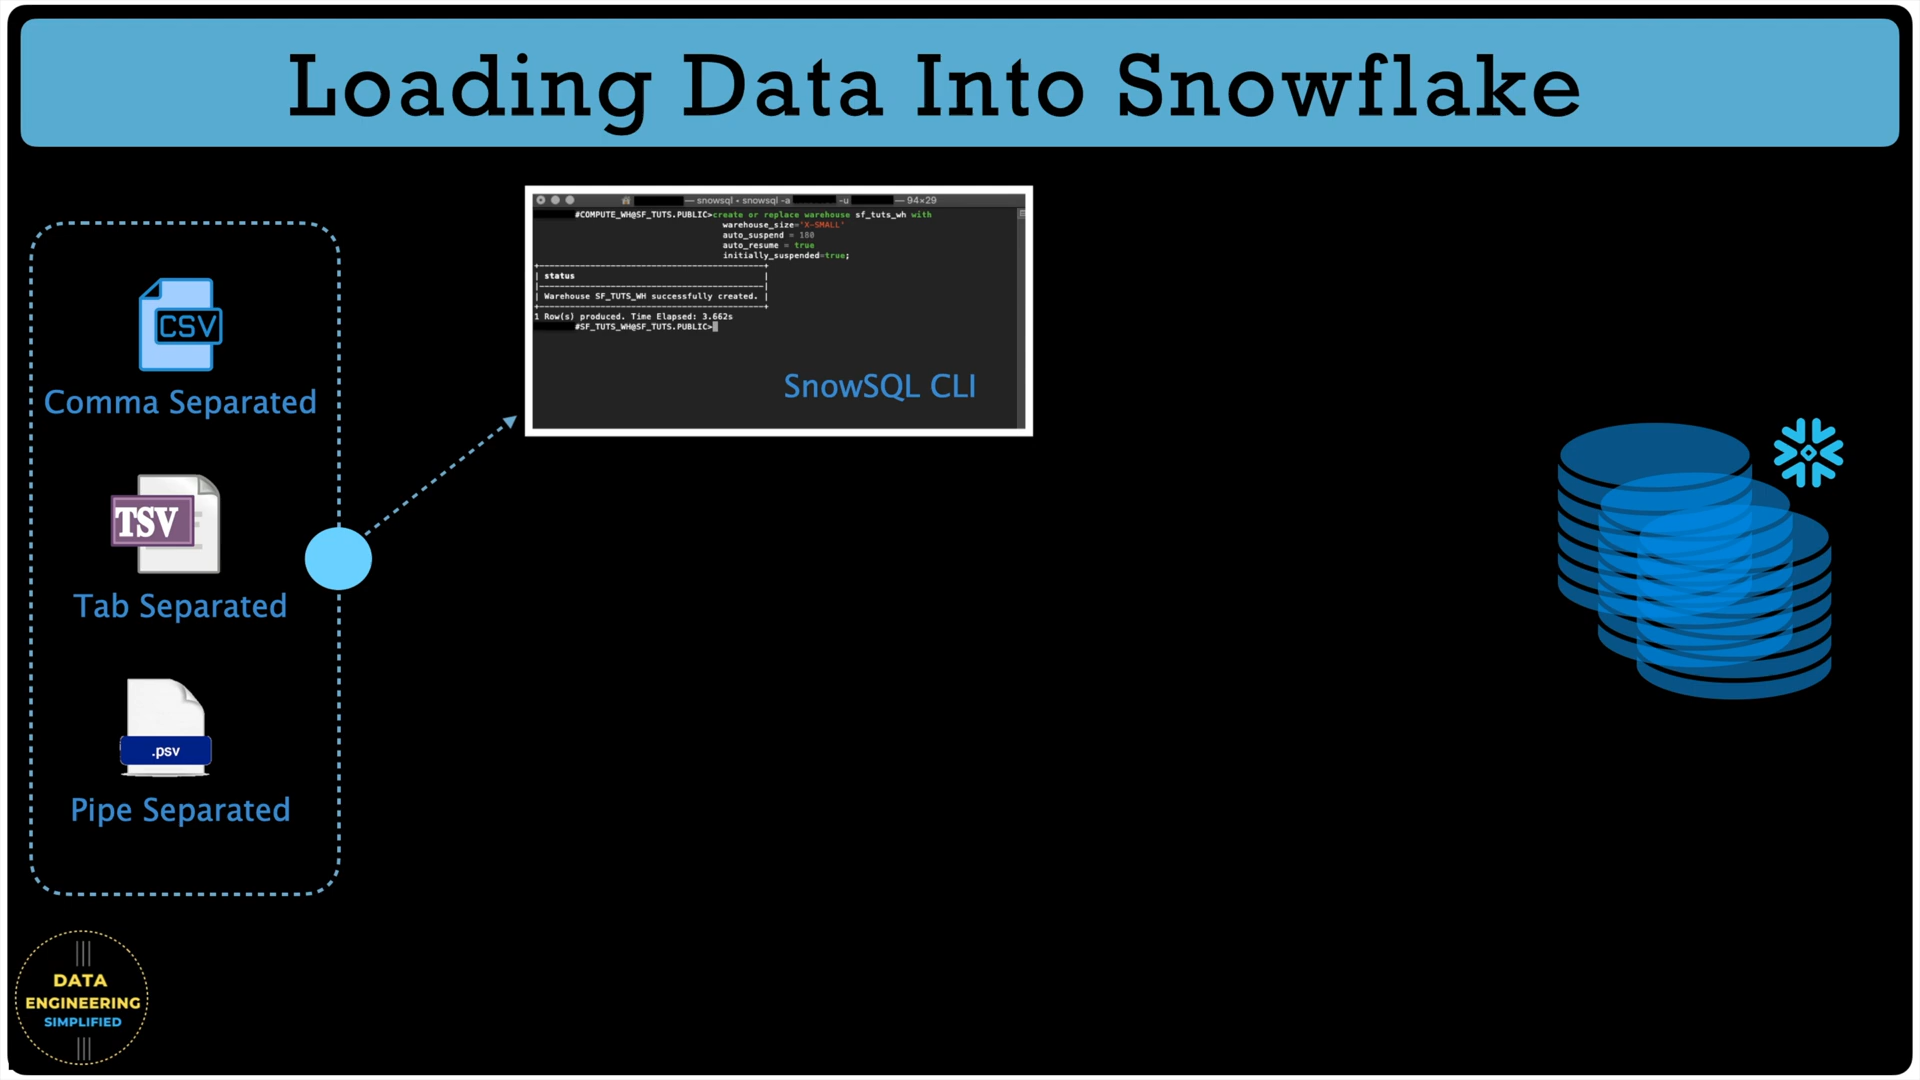 Loading Data Into Snowflake
— snowsql • snowsql -a -u — 94×29
#COMPUTE_WH@SF_TUTS.PUBLIC>create or replace warehouse sf_tuts_wh with
warehouse_size='X-SMALL'
auto_suspend = 180
auto_resume = true
initially_suspended=true;
| status |
| Warehouse SF_TUTS_WH successfully created. |
1 Row(s) produced. Time Elapsed: 3.662s
#SF_TUTS_WH@SF_TUTS.PUBLIC>
SnowSQL CLI
CSV
Comma Separated
TSV
Tab Separated
.psv
Pipe Separated
DATA
ENGINEERING
SIMPLIFIED